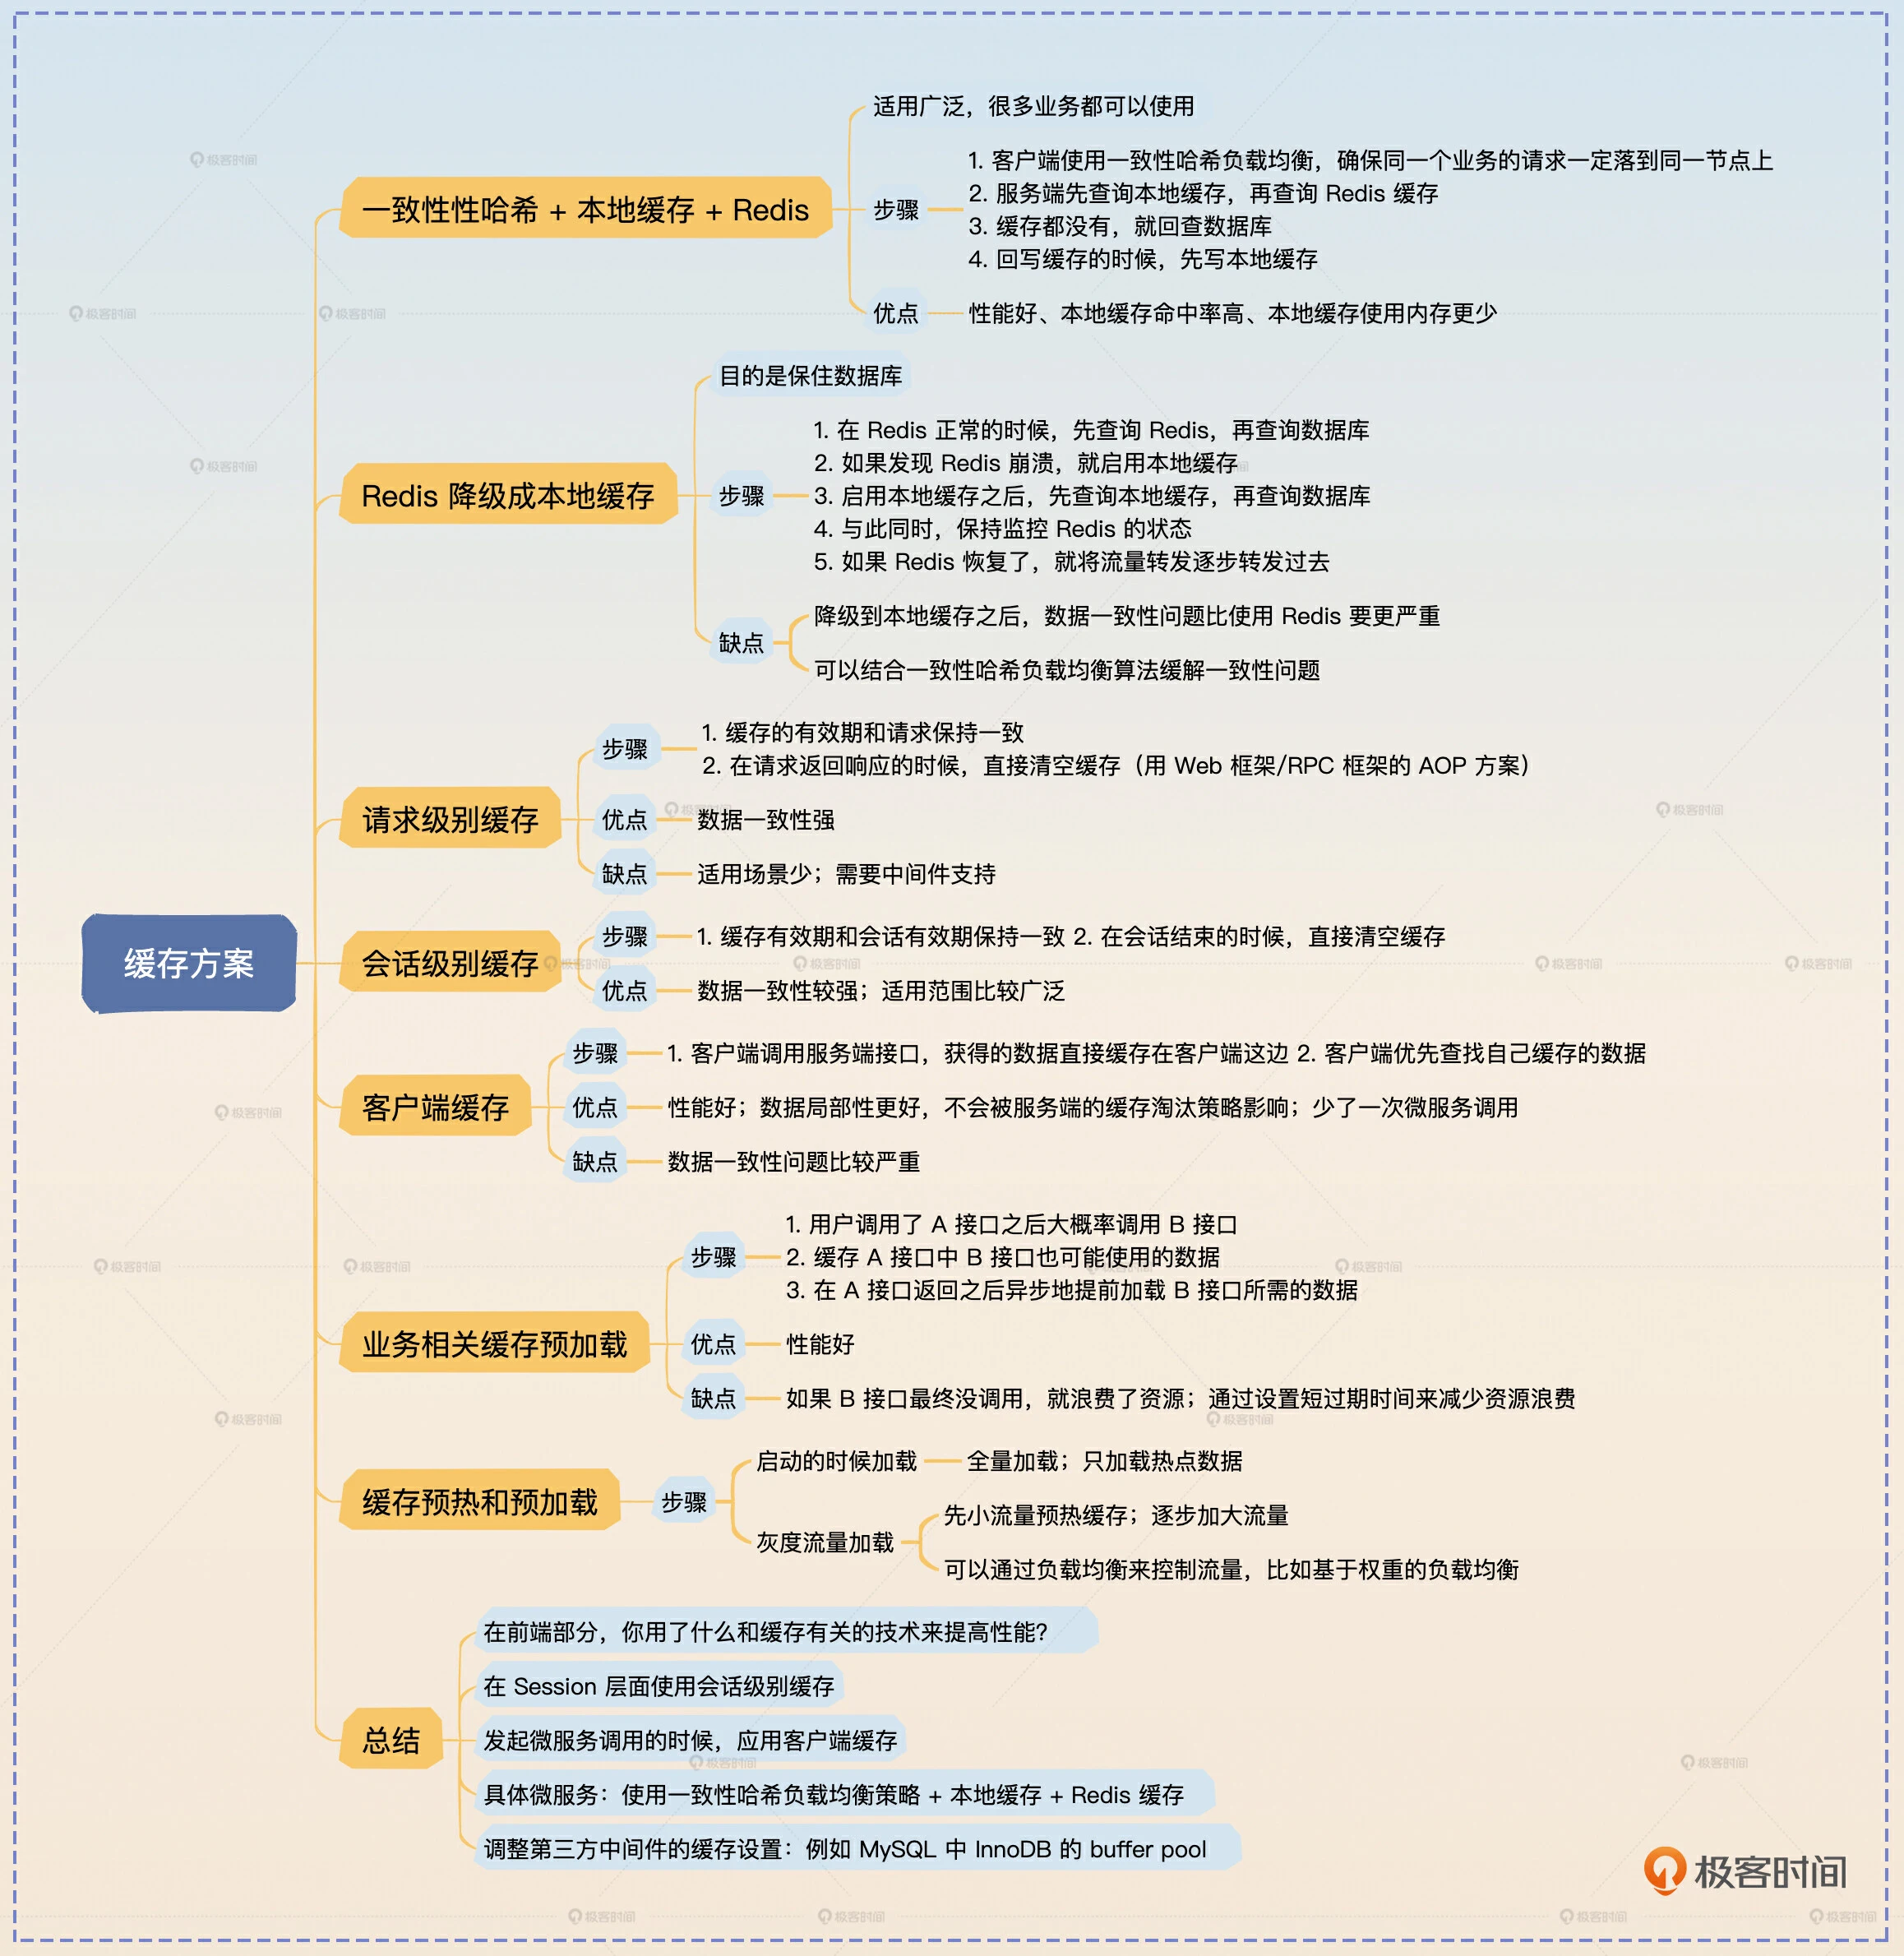 缓存方案
一致性性哈希 + 本地缓存 + Redis
适用广泛，很多业务都可以使用
步骤
1. 客户端使用一致性哈希负载均衡，确保同一个业务的请求一定落到同一节点上
2. 服务端先查询本地缓存，再查询 Redis 缓存
3. 缓存都没有，就回查数据库
4. 回写缓存的时候，先写本地缓存
优点
性能好、本地缓存命中率高、本地缓存使用内存更少
Redis 降级成本地缓存
目的是保住数据库
步骤
1. 在 Redis 正常的时候，先查询 Redis，再查询数据库
2. 如果发现 Redis 崩溃，就启用本地缓存
3. 启用本地缓存之后，先查询本地缓存，再查询数据库
4. 与此同时，保持监控 Redis 的状态
5. 如果 Redis 恢复了，就将流量转发逐步转发过去
缺点
降级到本地缓存之后，数据一致性问题比使用 Redis 要更严重
可以结合一致性哈希负载均衡算法缓解一致性问题
请求级别缓存
步骤
1. 缓存的有效期和请求保持一致
2. 在请求返回响应的时候，直接清空缓存（用 Web 框架/RPC 框架的 AOP 方案）
优点
数据一致性强
缺点
适用场景少；需要中间件支持
会话级别缓存
步骤
1. 缓存有效期和会话有效期保持一致 2. 在会话结束的时候，直接清空缓存
优点
数据一致性较强；适用范围比较广泛
客户端缓存
步骤
1. 客户端调用服务端接口，获得的数据直接缓存在客户端这边 2. 客户端优先查找自己缓存的数据
优点
性能好；数据局部性更好，不会被服务端的缓存淘汰策略影响；少了一次微服务调用
缺点
数据一致性问题比较严重
业务相关缓存预加载
步骤
1. 用户调用了 A 接口之后大概率调用 B 接口
2. 缓存 A 接口中 B 接口也可能使用的数据
3. 在 A 接口返回之后异步地提前加载 B 接口所需的数据
优点
性能好
缺点
如果 B 接口最终没调用，就浪费了资源；通过设置短过期时间来减少资源浪费
缓存预热和预加载
步骤
启动的时候加载
全量加载；只加载热点数据
灰度流量加载
先小流量预热缓存；逐步加大流量
可以通过负载均衡来控制流量，比如基于权重的负载均衡
总结
在前端部分，你用了什么和缓存有关的技术来提高性能？
在 Session 层面使用会话级别缓存
发起微服务调用的时候，应用客户端缓存
具体微服务：使用一致性哈希负载均衡策略 + 本地缓存 + Redis 缓存
调整第三方中间件的缓存设置：例如 MySQL 中 InnoDB 的 buffer pool
极客时间